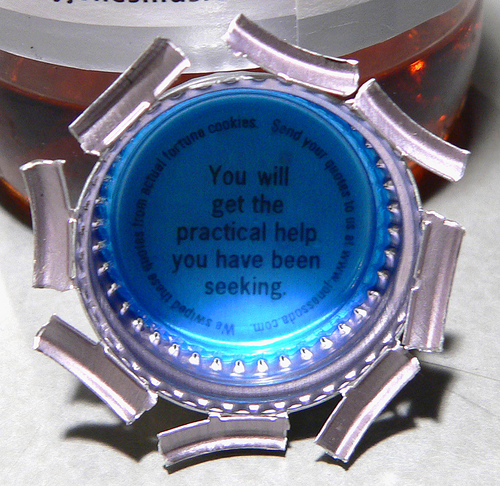 You will
get the
practical help
you have been
seeking.
We swiped these quotes from actual fortune cookies. Send your quotes to us at www.jonessoda.com.